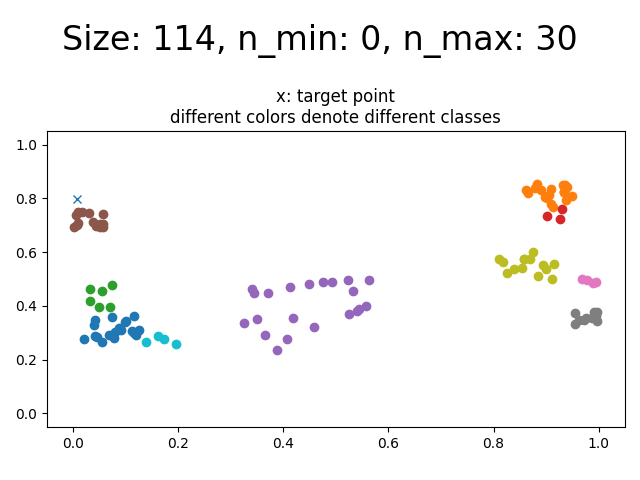 Size: 114, n_min: 0, n_max: 30
x: target point
different colors denote different classes
1.0
0.8
0.6
0.4
0.2
0.0
0.0 0.2 0.4 0.6 0.8 1.0